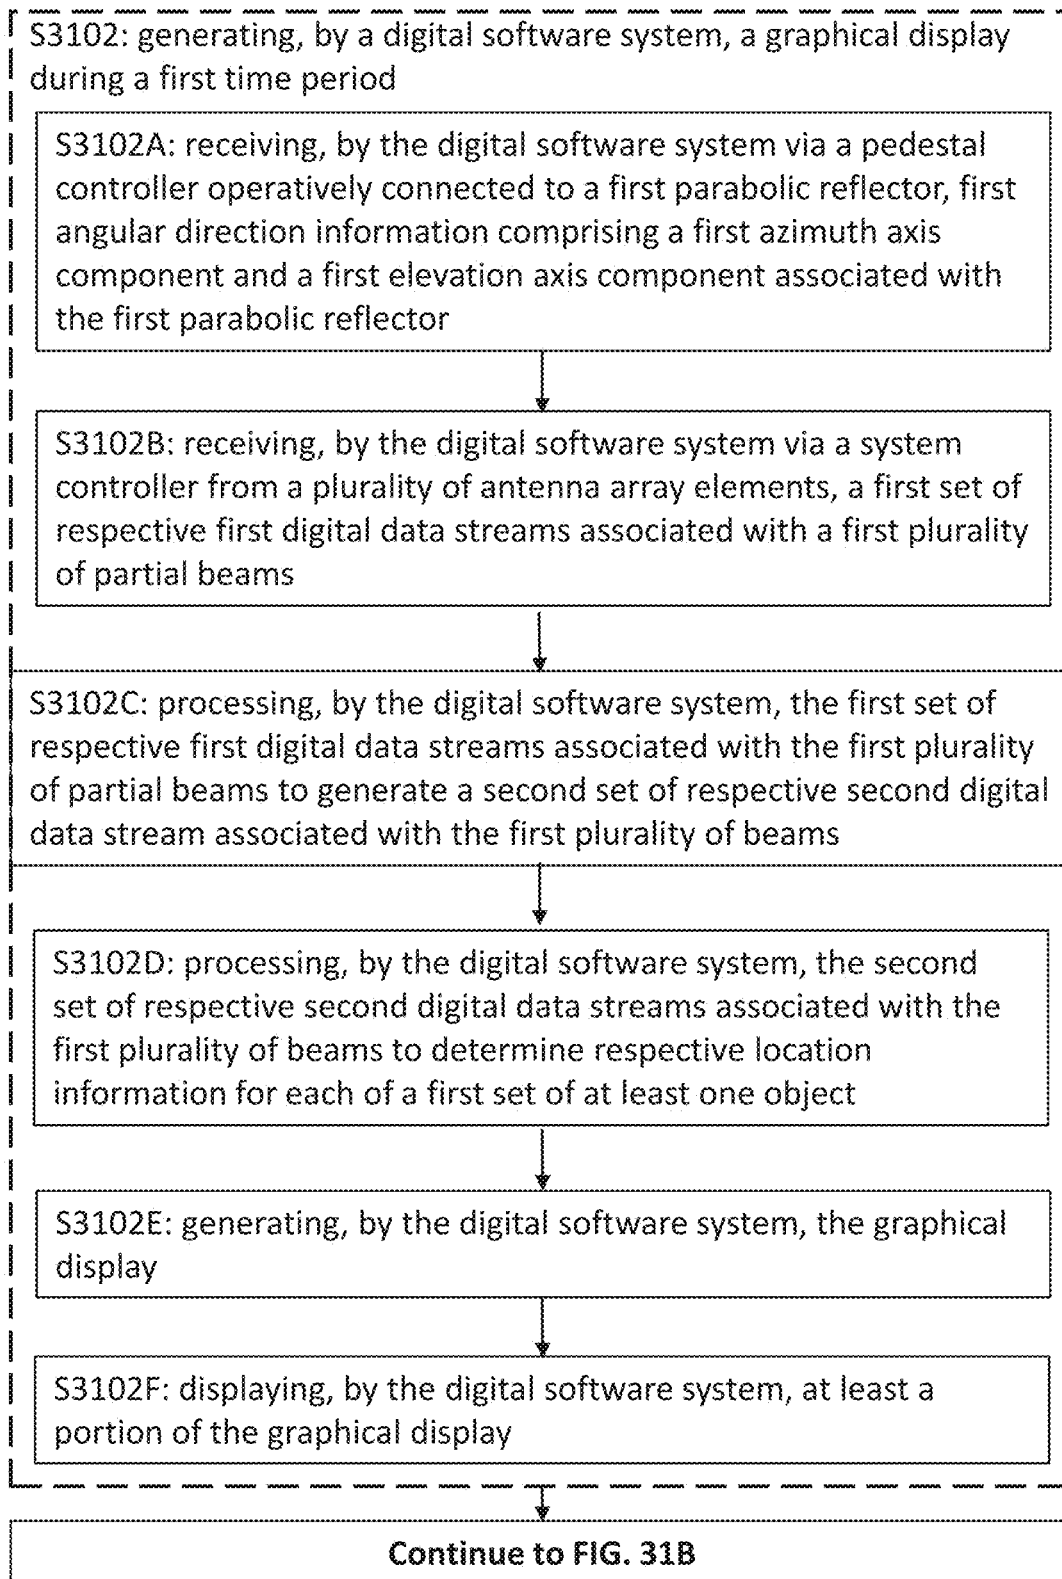 S3102: generating, by a digital software system, a graphical display
during a first time period
S3102A: receiving, by the digital software system via a pedestal
controller operatively connected to a first parabolic reflector, first
angular direction information comprising a first azimuth axis
component and a first elevation axis component associated with
the first parabolic reflector
S3102B: receiving, by the digital software system via a system
controller from a plurality of antenna array elements, a first set of
respective first digital data streams associated with a first plurality
of partial beams
S3102C: processing, by the digital software system, the first set of
respective first digital data streams associated with the first plurality
of partial beams to generate a second set of respective second digital
data stream associated with the first plurality of beams
S3102D: processing, by the digital software system, the second
set of respective second digital data streams associated with the
first plurality of beams to determine respective location
information for each of a first set of at least one object
S3102E: generating, by the digital software system, the graphical
display
S3102F: displaying, by the digital software system, at least a
portion of the graphical display
Continue to FIG. 31B